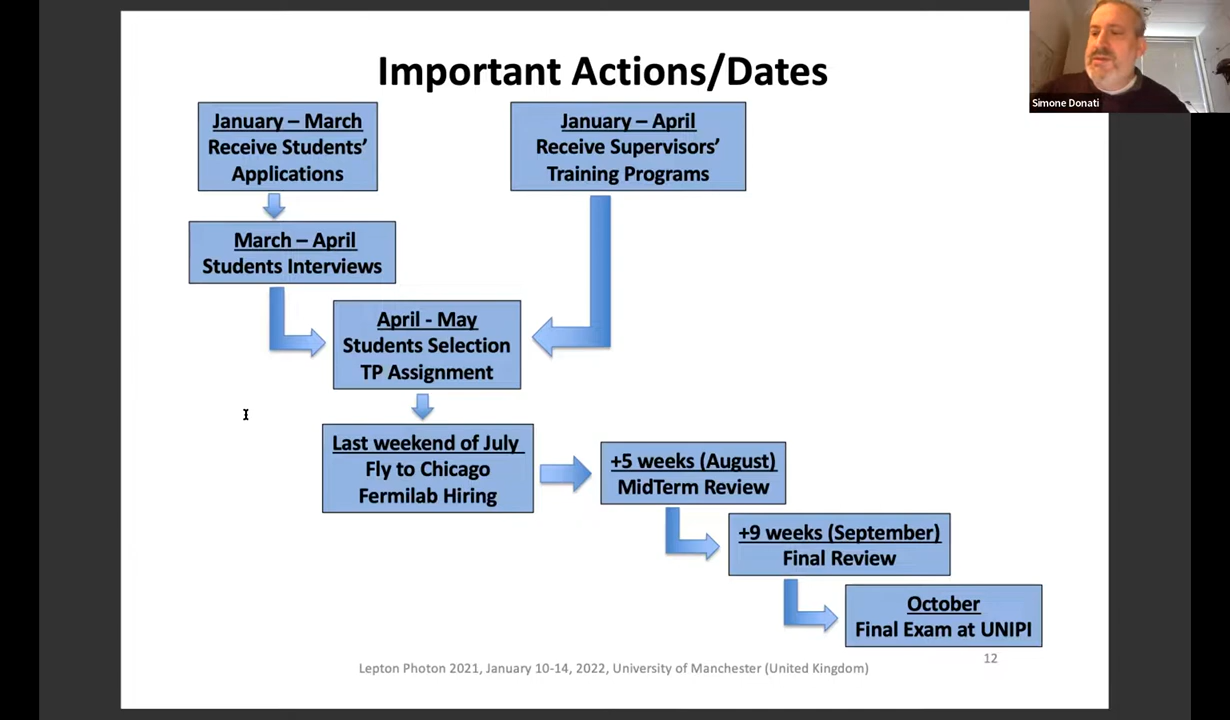 Important Actions/Dates
Simone Donati
January – March
Receive Students'
Applications
January – April
Receive Supervisors'
Training Programs
March – April
Students Interviews
April - May
Students Selection
TP Assignment
Last weekend of July
Fly to Chicago
Fermilab Hiring
+5 weeks (August)
MidTerm Review
+9 weeks (September)
Final Review
October
Final Exam at UNIPI
12
Lepton Photon 2021, January 10-14, 2022, University of Manchester (United Kingdom)